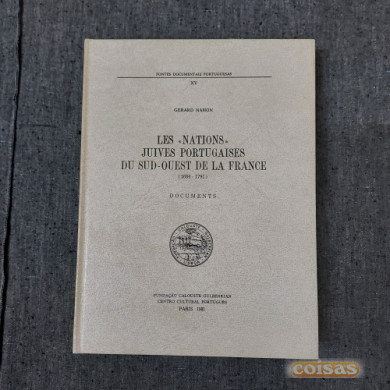 FONTES DOCUMENTAIS PORTUGUESAS
XV
GÉRARD NAHON
LES «NATIONS»
JUIVES PORTUGAISES
DU SUD-OUEST DE LA FRANCE
(1684-1791)
DOCUMENTS
FUNDAÇÃO CALOUSTE GULBENKIAN
CENTRO CULTURAL PORTUGUÊS
PARIS 1981
coisas